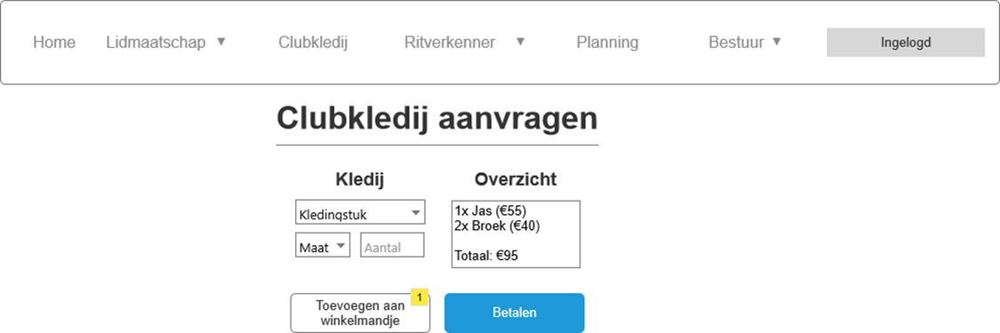 Home Lidmaatschap ▼ Clubkledij Ritverkenner ▼ Planning Bestuur ▼ Ingelogd
Clubkledij aanvragen
Kledij
Kledingstuk
Maat Aantal
Overzicht
1x Jas (€55)
2x Broek (€40)
Totaal: €95
Toevoegen aan
winkelmandje
1
Betalen